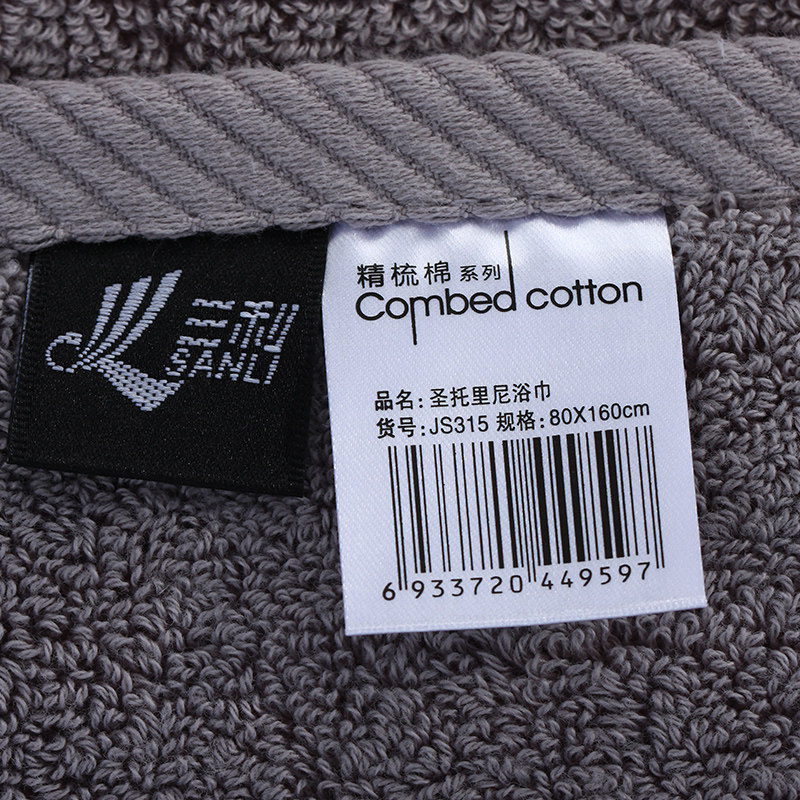 三利
SANLI
精梳棉系列
Combed cotton
品名:圣托里尼浴巾
货号:JS315 规格:80X160cm
6 933720 449597